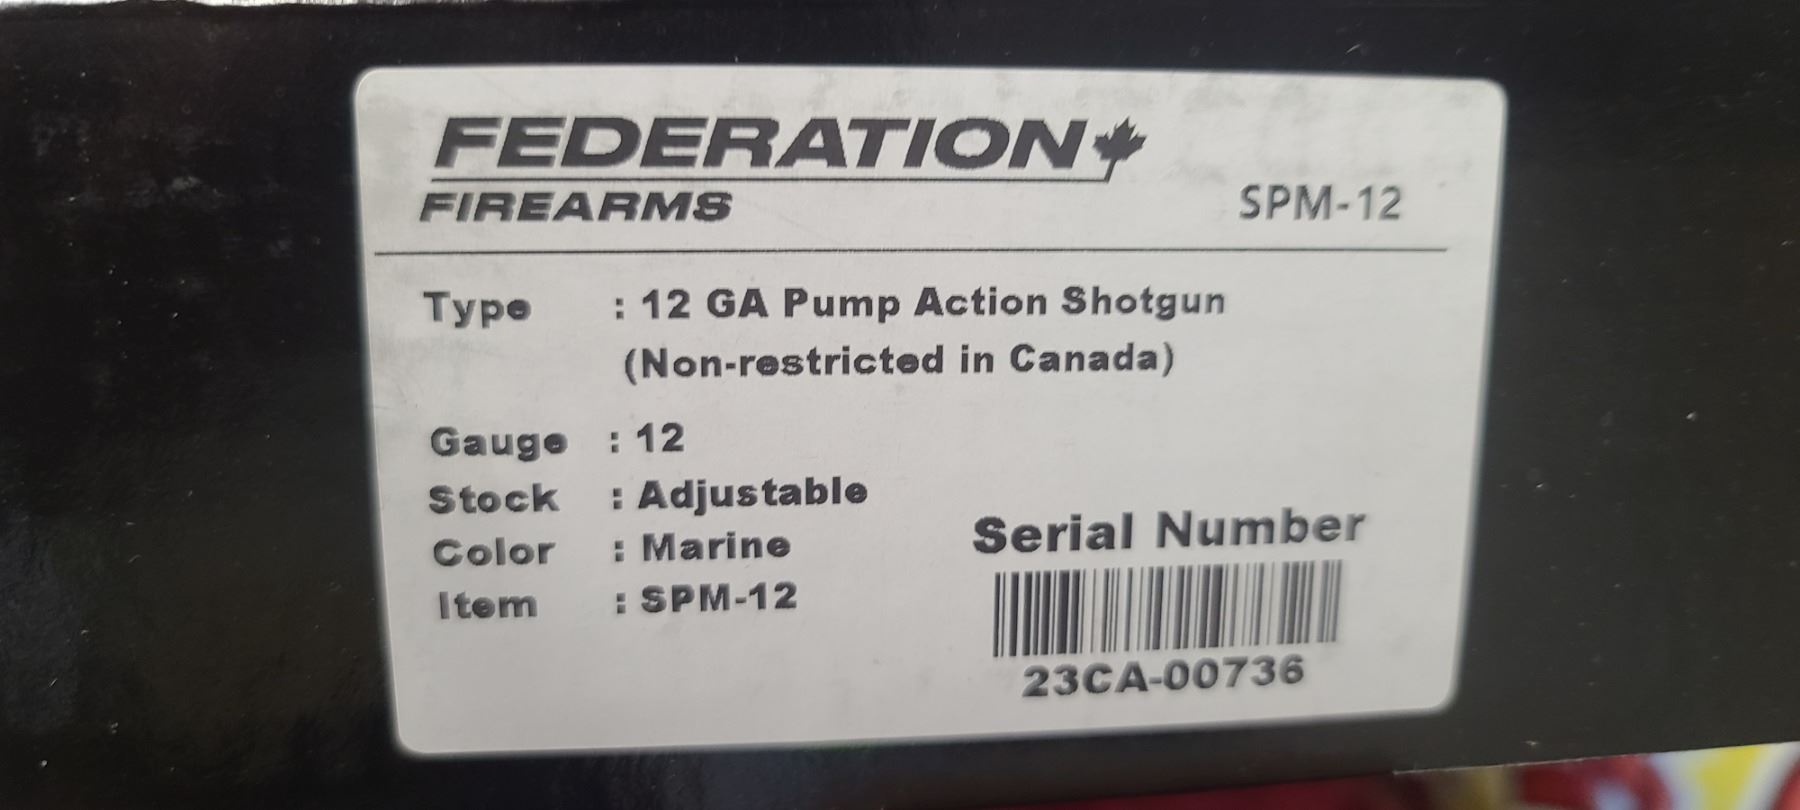 FEDERATION
FIREARMS
SPM-12
Type : 12 GA Pump Action Shotgun
(Non-restricted in Canada)
Gauge : 12
Stock : Adjustable
Color : Marine
Item : SPM-12
Serial Number
23CA-00736